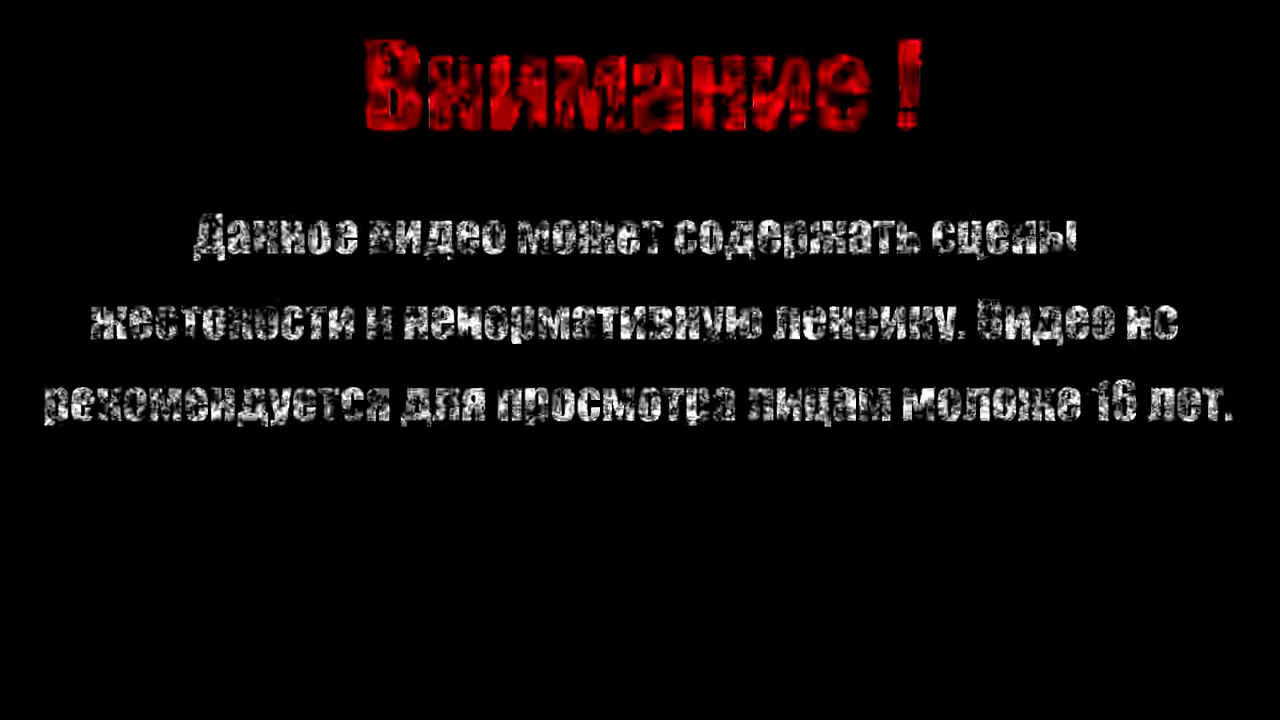 Внимание !
Данное видео может содержать сцены
жестокости и ненормативную лексику. Видео не
рекомендуется для просмотра лицам моложе 16 лет.